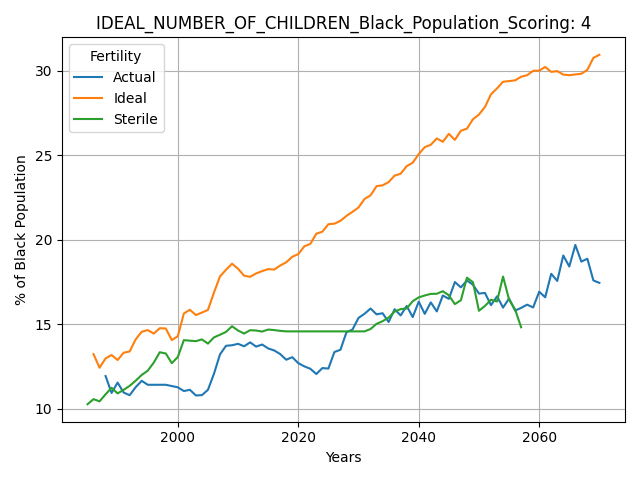 IDEAL_NUMBER_OF_CHILDREN_Black_Population_Scoring: 4
Fertility
Actual
Ideal
Sterile
30
25
20
15
10
% of Black Population
2000
2020
2040
2060
Years